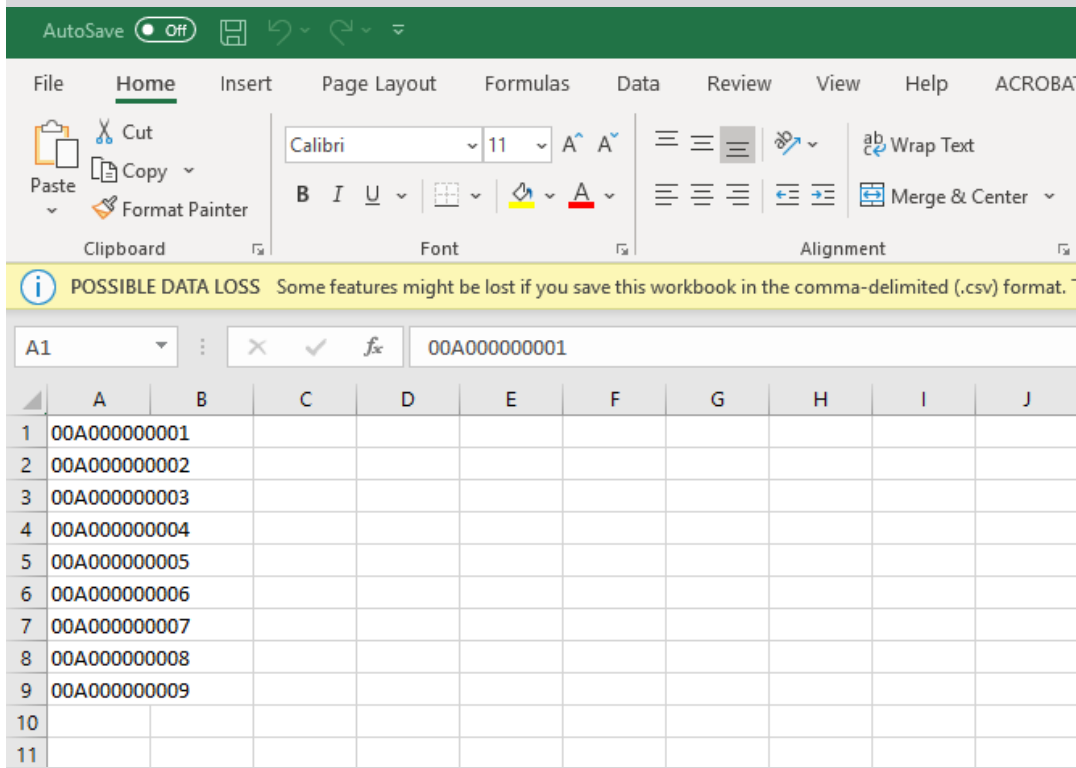 AutoSave Off
File Home Insert Page Layout Formulas Data Review View Help ACROBAT
Cut
Copy
Paste
Format Painter
Clipboard
Calibri 11 A^ A˅
B I U A
Font
ab Wrap Text
Merge & Center
Alignment
POSSIBLE DATA LOSS Some features might be lost if you save this workbook in the comma-delimited (.csv) format.
A1 fx 00A000000001
A B C D E F G H I J
1 00A000000001
2 00A000000002
3 00A000000003
4 00A000000004
5 00A000000005
6 00A000000006
7 00A000000007
8 00A000000008
9 00A000000009
10
11